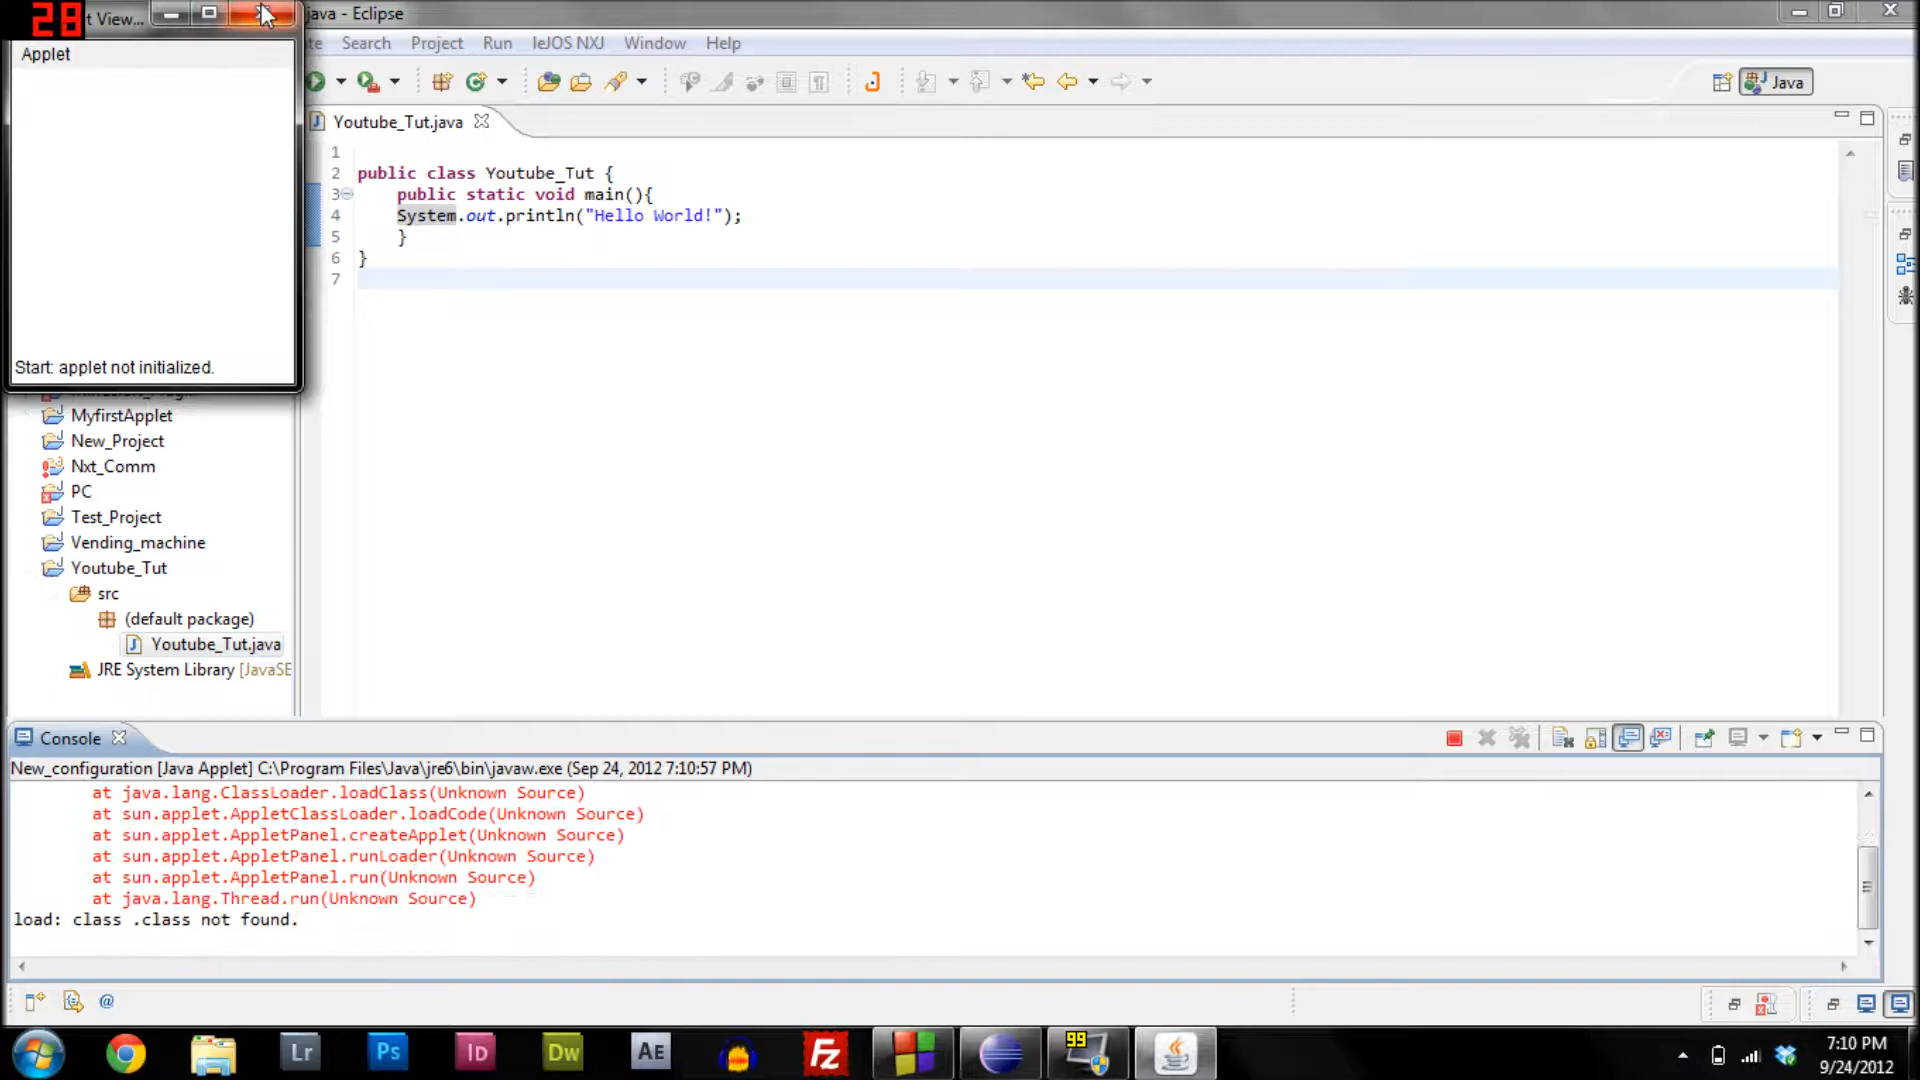 28
t View...
java - Eclipse
Applet
te Search Project Run leJOS NXJ Window Help
Java
Youtube_Tut.java
1
2 public class Youtube_Tut {
3 public static void main(){
4 System.out.println("Hello World!");
5 }
6 }
7
Start: applet not initialized.
MyfirstApplet
New_Project
Nxt_Comm
PC
Test_Project
Vending_machine
Youtube_Tut
src
(default package)
Youtube_Tut.java
JRE System Library [JavaSE
Console
New_configuration [Java Applet] C:\Program Files\Java\jre6\bin\javaw.exe (Sep 24, 2012 7:10:57 PM)
at java.lang.ClassLoader.loadClass(Unknown Source)
at sun.applet.AppletClassLoader.loadCode(Unknown Source)
at sun.applet.AppletPanel.createApplet(Unknown Source)
at sun.applet.AppletPanel.runLoader(Unknown Source)
at sun.applet.AppletPanel.run(Unknown Source)
at java.lang.Thread.run(Unknown Source)
load: class .class not found.
Lr Ps Id Dw AE Fz 99
7:10 PM
9/24/2012